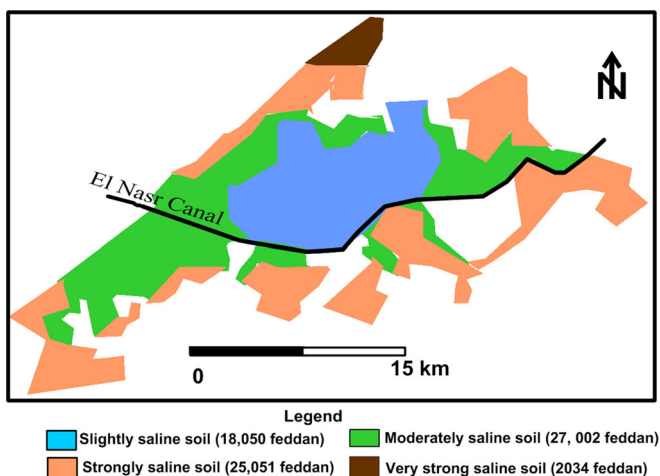 N
El Nasr Canal
0 15 km
Legend
Slightly saline soil (18,050 feddan) Moderately saline soil (27, 002 feddan)
Strongly saline soil (25,051 feddan) Very strong saline soil (2034 feddan)